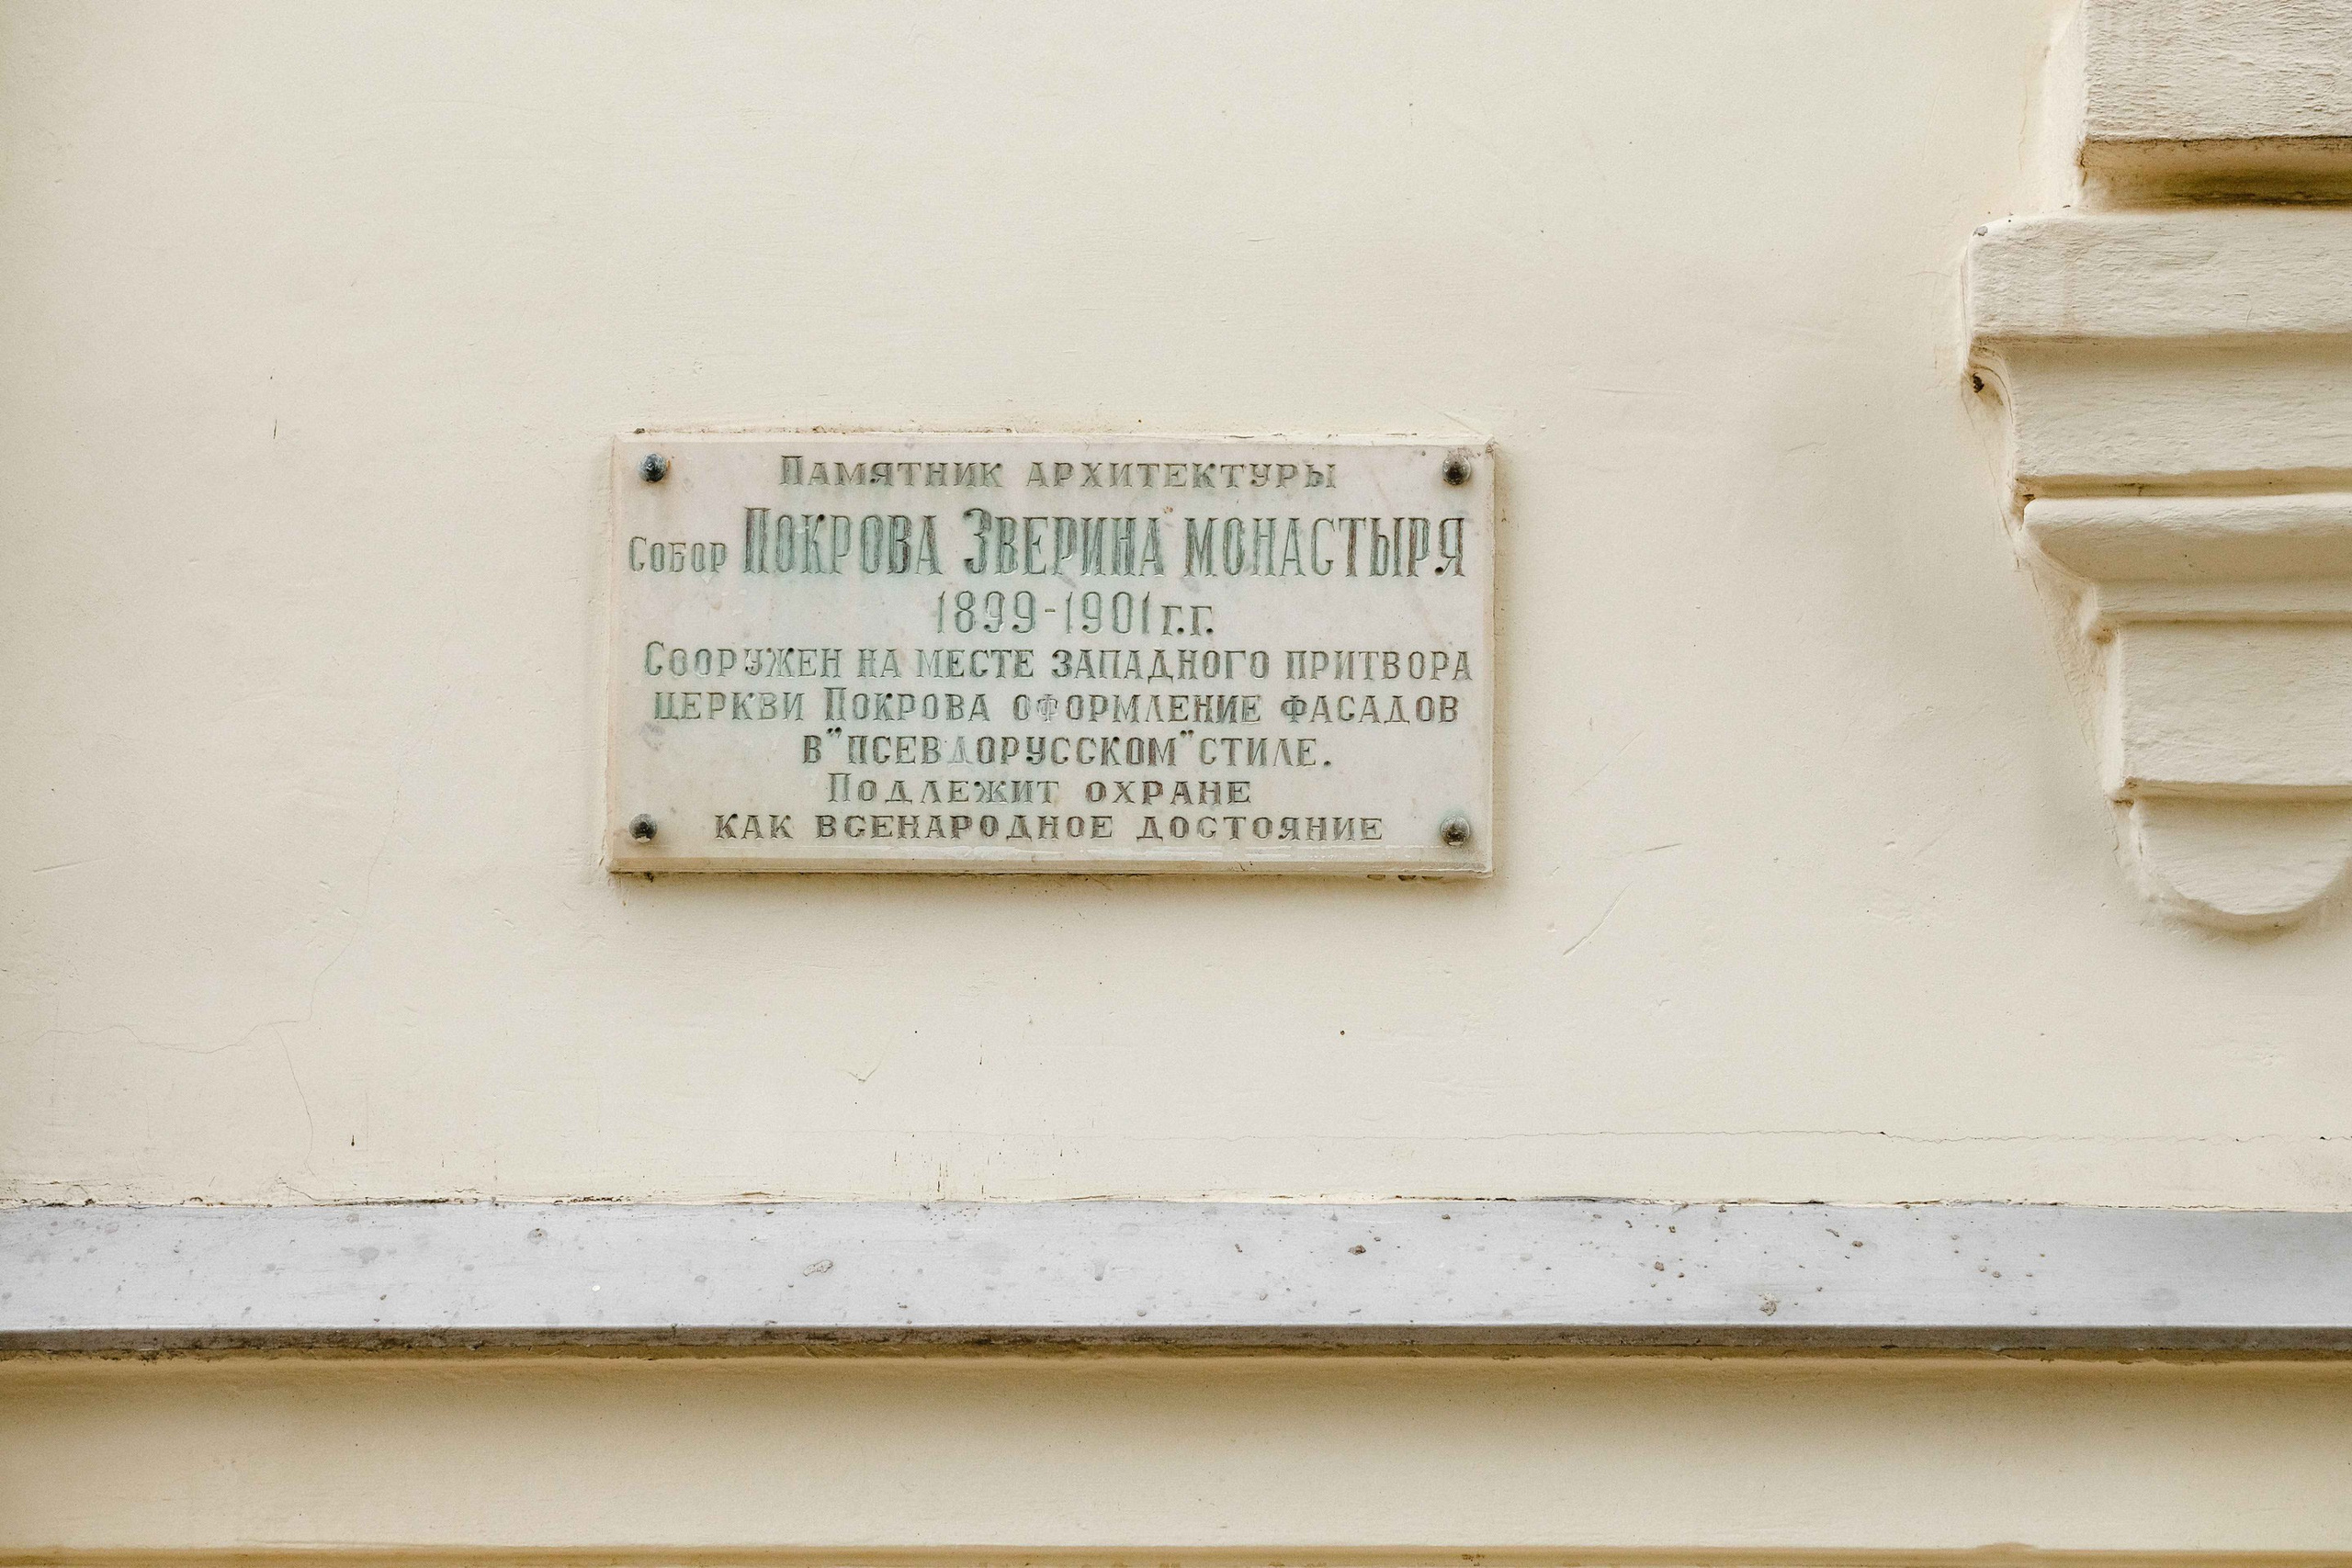 Памятник архитектуры
Собор Покрова Зверина монастыря
1899-1901г.г.
Сооружен на месте западного притвора
церкви Покрова оформление фасадов
в "псевдорусском" стиле.
Подлежит охране
как всенародное достояние